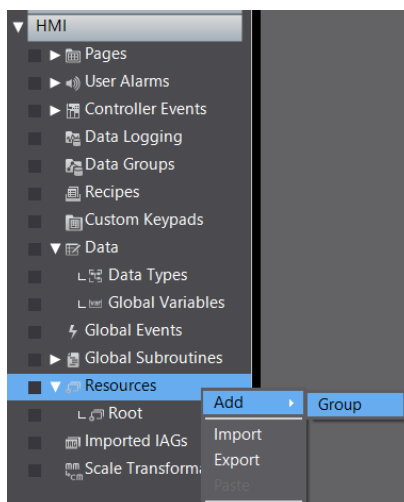 HMI
Pages
User Alarms
Controller Events
Data Logging
Data Groups
Recipes
Custom Keypads
Data
Data Types
Global Variables
Global Events
Global Subroutines
Resources
Add
Group
Root
Import
Imported IAGs
Export
Scale Transforma
Paste